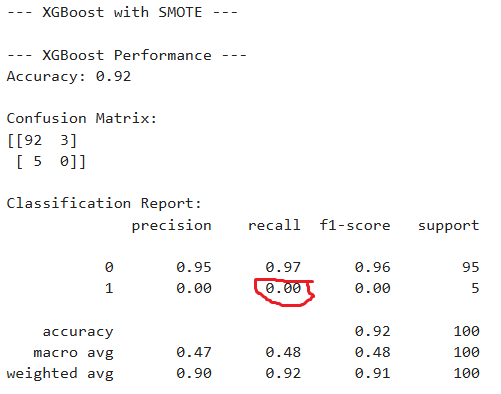 --- XGBoost with SMOTE ---
--- XGBoost Performance ---
Accuracy: 0.92
Confusion Matrix:
[[92  3]
 [ 5  0]]
Classification Report:
              precision    recall  f1-score   support
           0       0.95      0.97      0.96        95
           1       0.00      0.00      0.00         5
    accuracy                           0.92       100
   macro avg       0.47      0.48      0.48       100
weighted avg       0.90      0.92      0.91       100